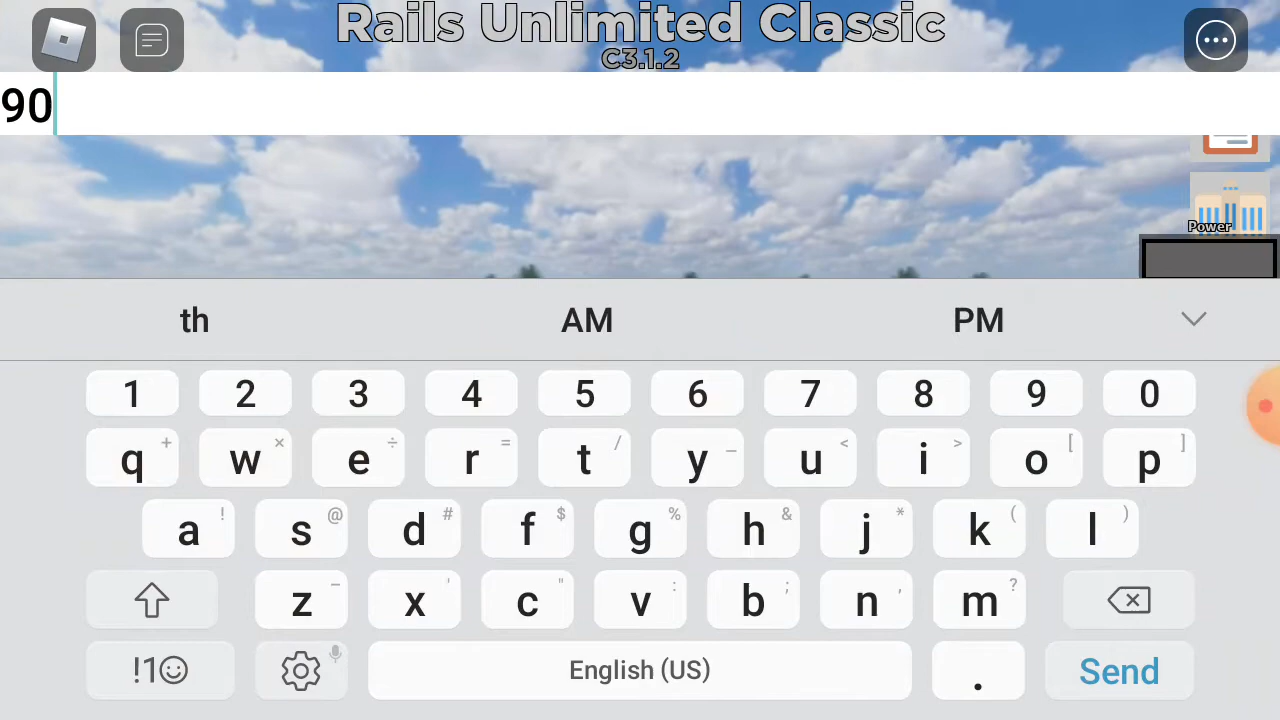 Rails Unlimited Classic
C3.1.2
90
Power
th AM PM
1 2 3 4 5 6 7 8 9 0
q + w × e ÷ r = t / y _ u < i > o [ p ]
a ! s @ d # f $ g % h & j * k ( l )
z - x ' c " v : b ; n , m ?
!1☺ English (US) . Send